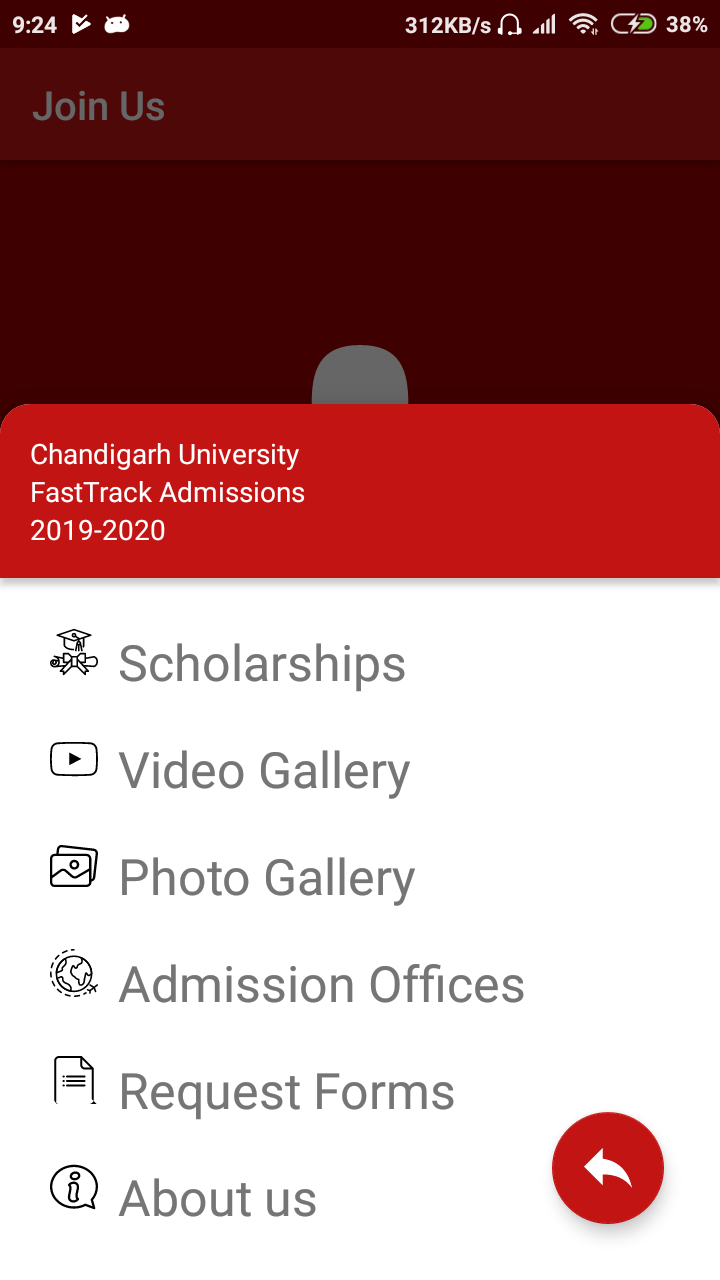 9:24 312KB/s 38%
Join Us
Chandigarh University
FastTrack Admissions
2019-2020
Scholarships
Video Gallery
Photo Gallery
Admission Offices
Request Forms
About us